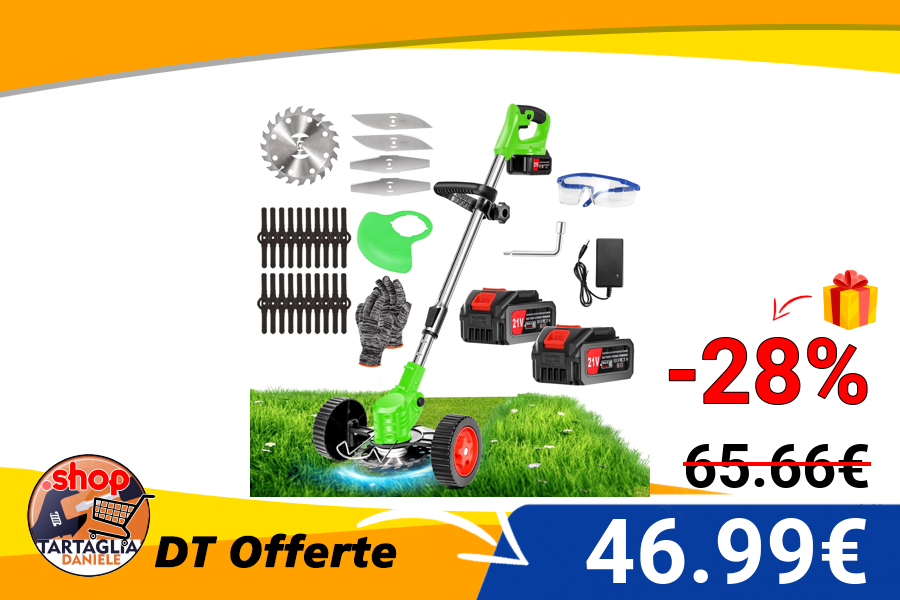 21V
21V
-28%
65.66€
.shop
TARTAGLIA
DANIELE
DT Offerte
46.99€